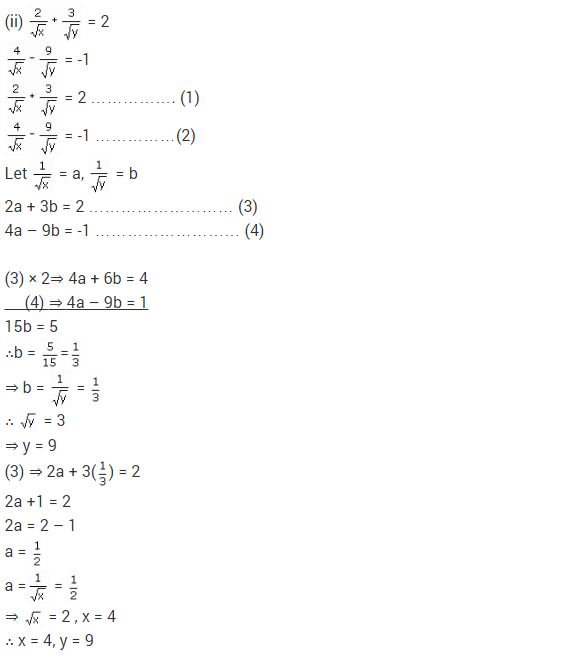 (ii) 2/√x + 3/√y = 2
4/√x - 9/√y = -1
2/√x + 3/√y = 2 ................ (1)
4/√x - 9/√y = -1 ...............(2)
Let 1/√x = a, 1/√y = b
2a + 3b = 2 ........................... (3)
4a − 9b = -1 ........................... (4)
(3) × 2⇒ 4a + 6b = 4
(4) ⇒ 4a − 9b = 1
15b = 5
∴b = 5/15 = 1/3
⇒ b = 1/√y = 1/3
∴ √y = 3
⇒ y = 9
(3) ⇒ 2a + 3(1/3) = 2
2a +1 = 2
2a = 2 − 1
a = 1/2
a = 1/√x = 1/2
⇒ √x = 2 , x = 4
∴ x = 4, y = 9